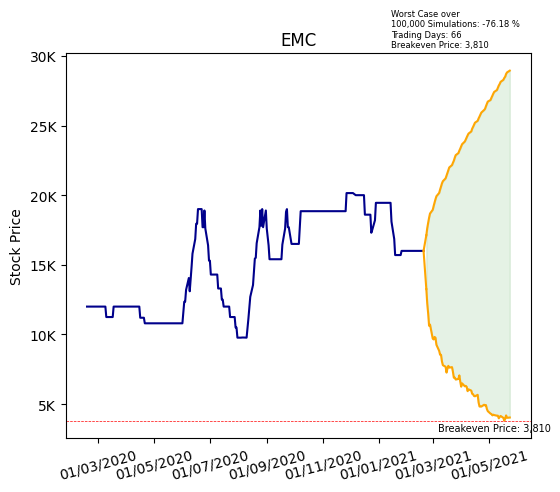 Worst Case over
100,000 Simulations: -76.18 %
Trading Days: 66
Breakeven Price: 3,810
EMC
30K
25K
20K
15K
10K
5K
Stock Price
Breakeven Price: 3,810
01/03/2020
01/05/2020
01/07/2020
01/09/2020
01/11/2020
01/01/2021
01/03/2021
01/05/2021